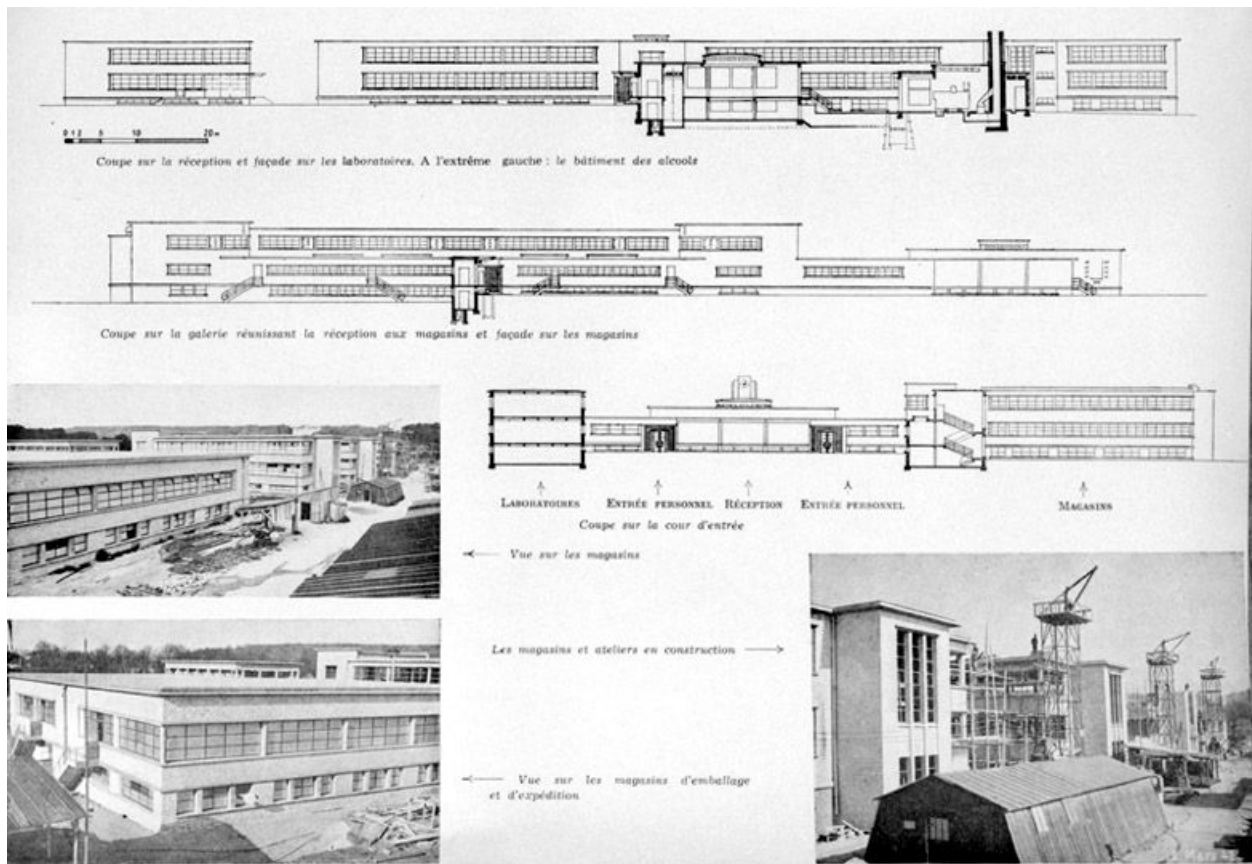 0 1 2 5 10 20m
Coupe sur la réception et façade sur les laboratoires. A l'extrême gauche : le bâtiment des alcools
Coupe sur la galerie réunissant la réception aux magasins et façade sur les magasins
LABORATOIRES ENTRÉE PERSONNEL RÉCEPTION ENTRÉE PERSONNEL MAGASINS
Coupe sur la cour d'entrée
Vue sur les magasins
Les magasins et ateliers en construction
Vue sur les magasins d'emballage
et d'expédition